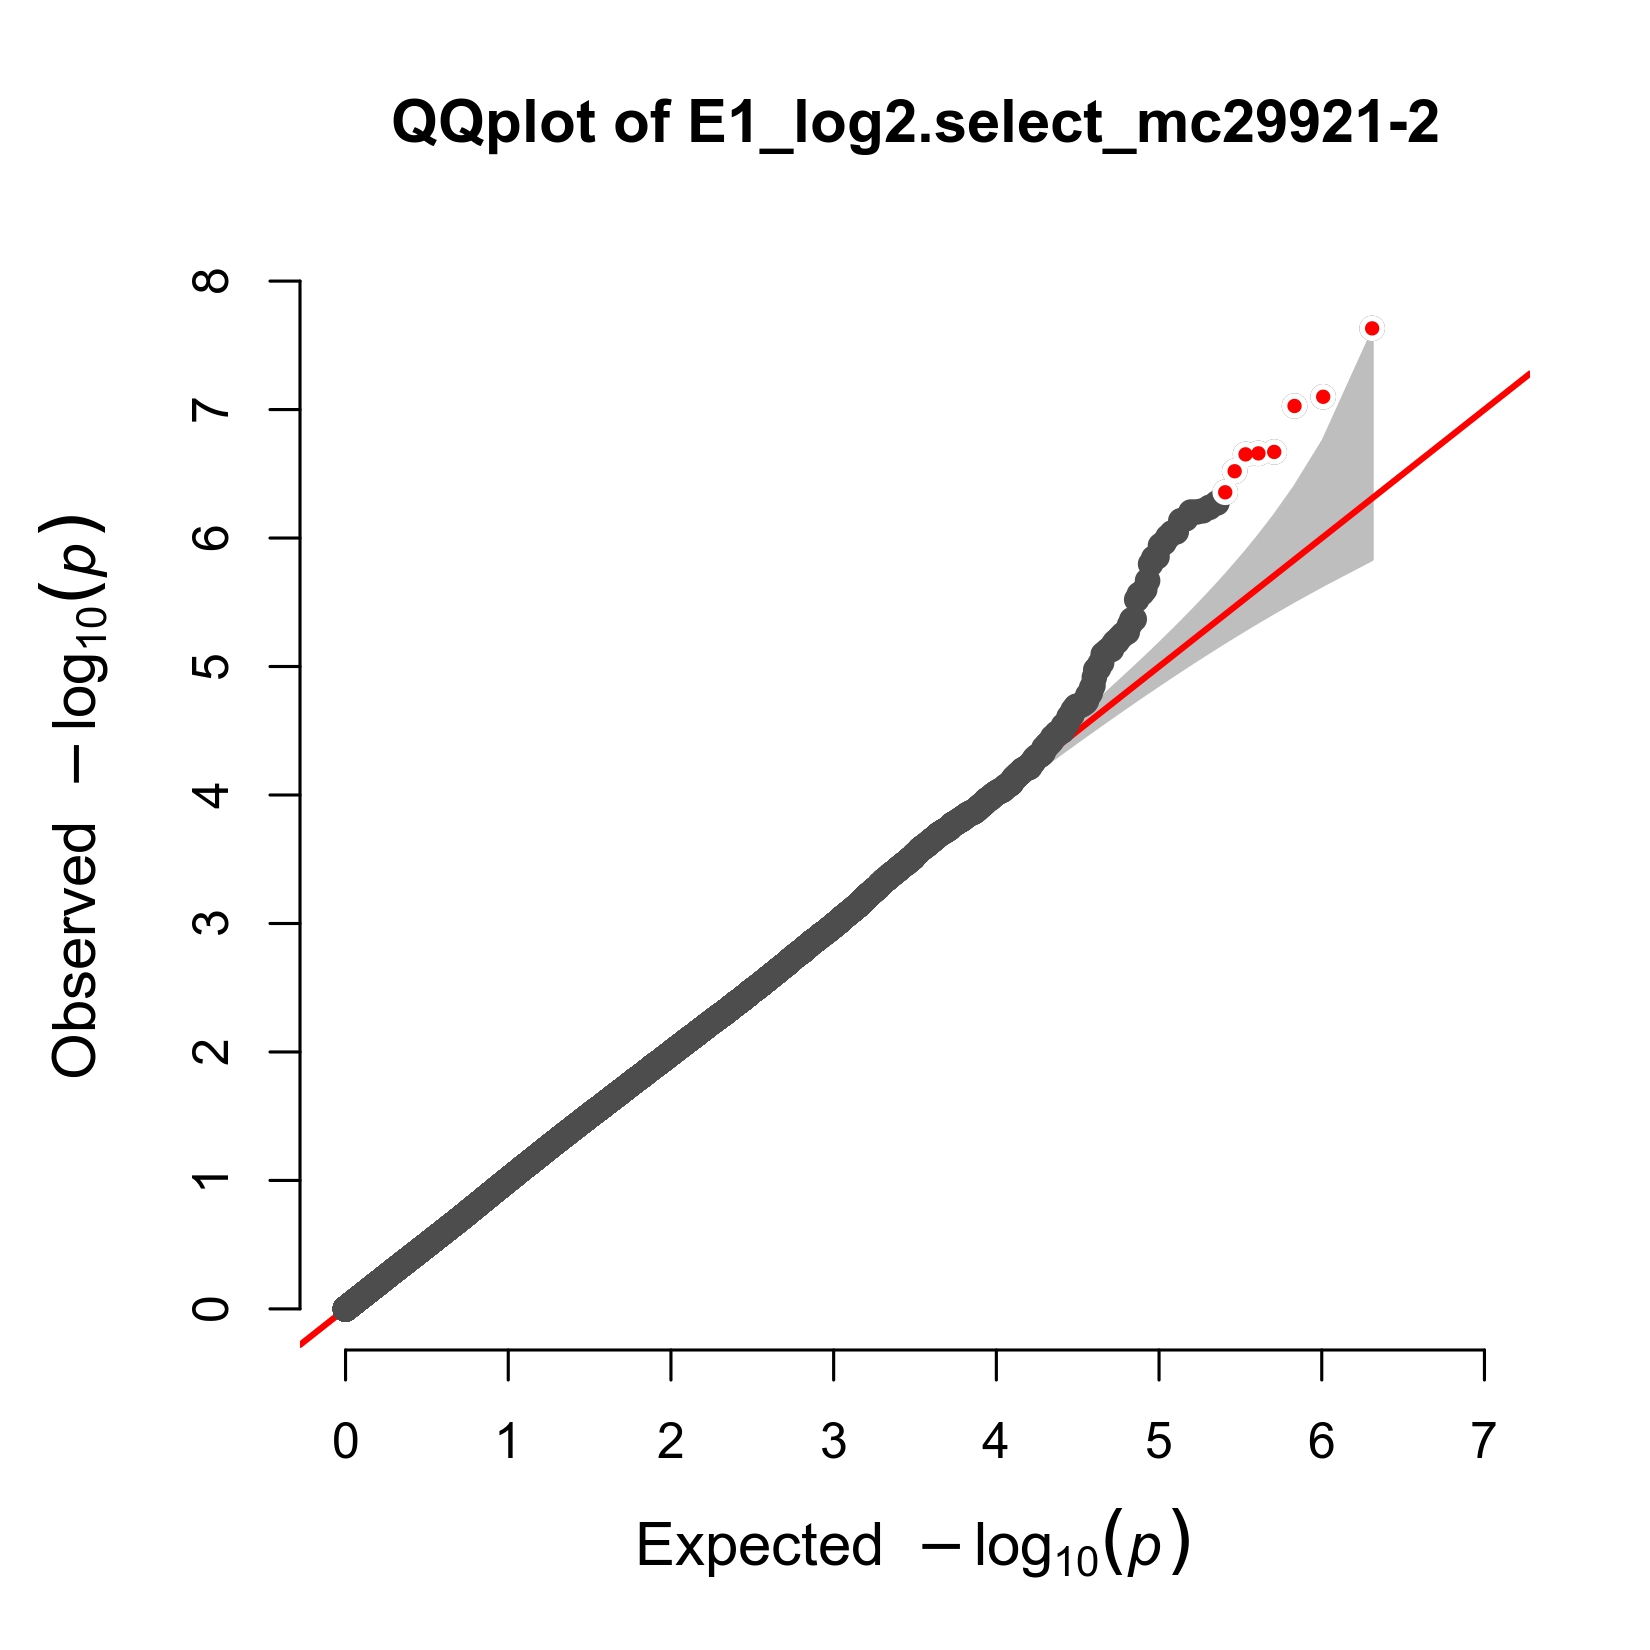 QQplot of E1_log2.select_mc29921-2
8
7
6
5
4
3
2
1
0
Observed −log10(p)
0 1 2 3 4 5 6 7
Expected −log10(p)